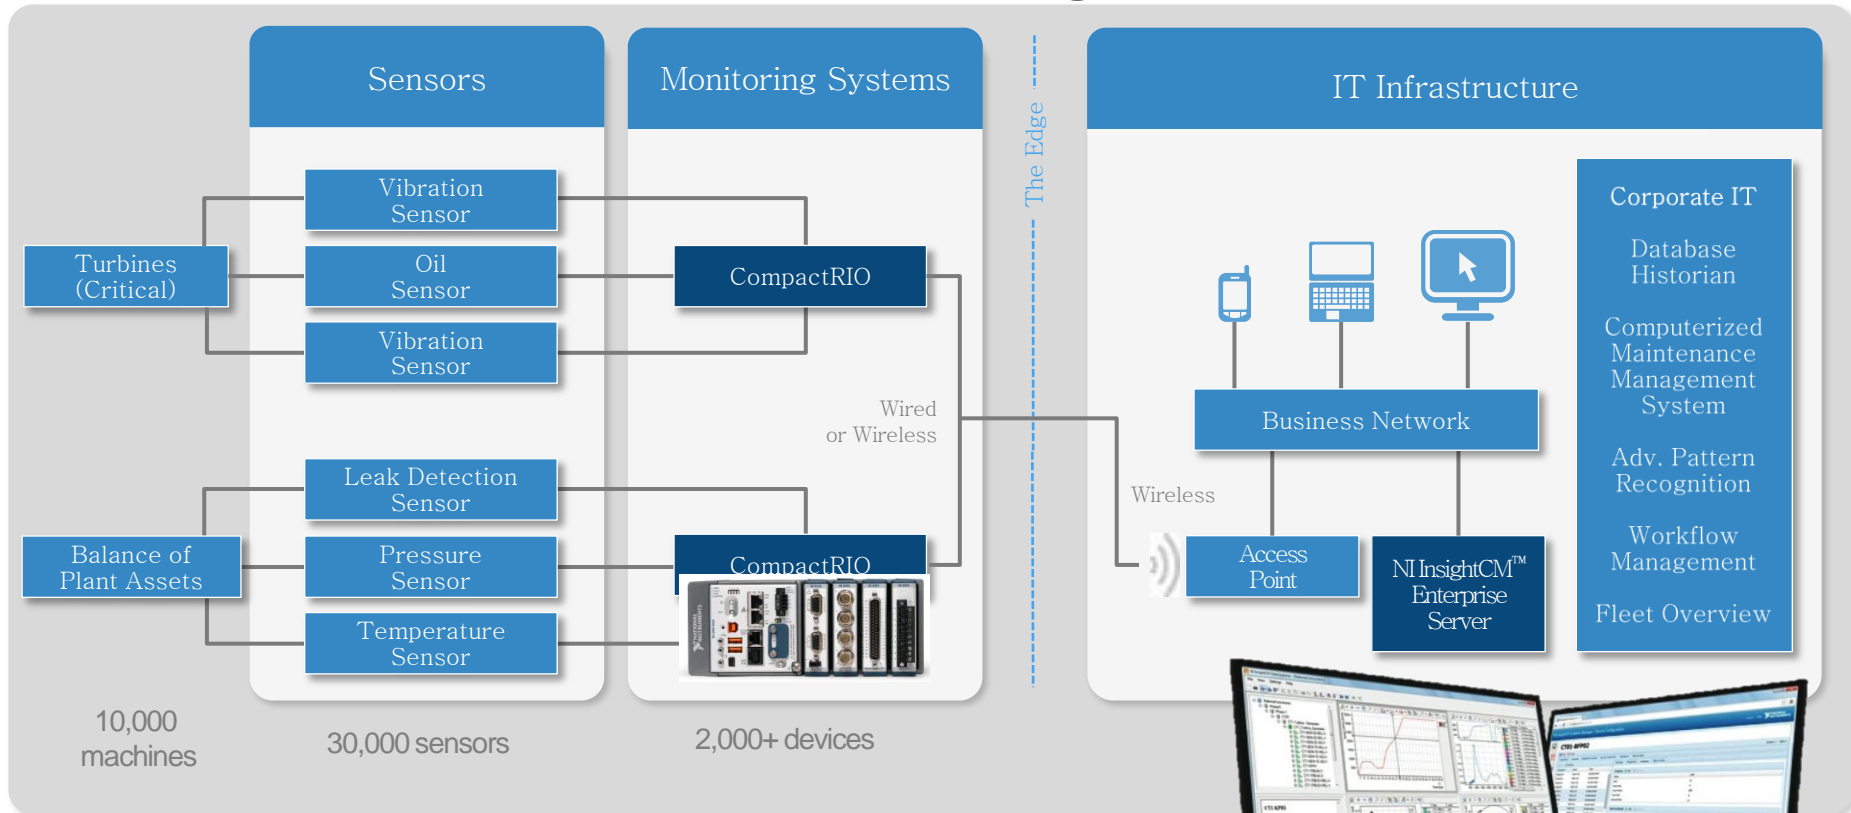 Sensors
Monitoring Systems
The Edge
IT Infrastructure
Turbines
(Critical)
Vibration
Sensor
Oil
Sensor
Vibration
Sensor
CompactRIO
Wired
or Wireless
Balance of
Plant Assets
Leak Detection
Sensor
Pressure
Sensor
Temperature
Sensor
CompactRIO
Business Network
Wireless
Access
Point
NI InsightCM™
Enterprise
Server
Corporate IT
Database
Historian
Computerized
Maintenance
Management
System
Adv. Pattern
Recognition
Workflow
Management
Fleet Overview
10,000
machines
30,000 sensors
2,000+ devices
CT01-RFP02